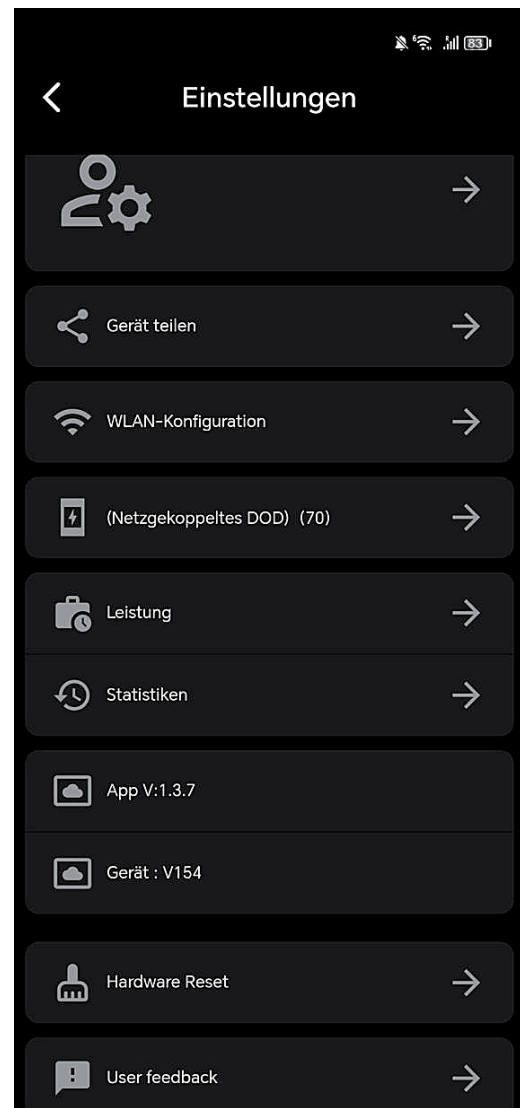 83
Einstellungen
Gerät teilen
WLAN-Konfiguration
(Netzgekoppeltes DOD) (70)
Leistung
Statistiken
App V:1.3.7
Gerät : V154
Hardware Reset
User feedback